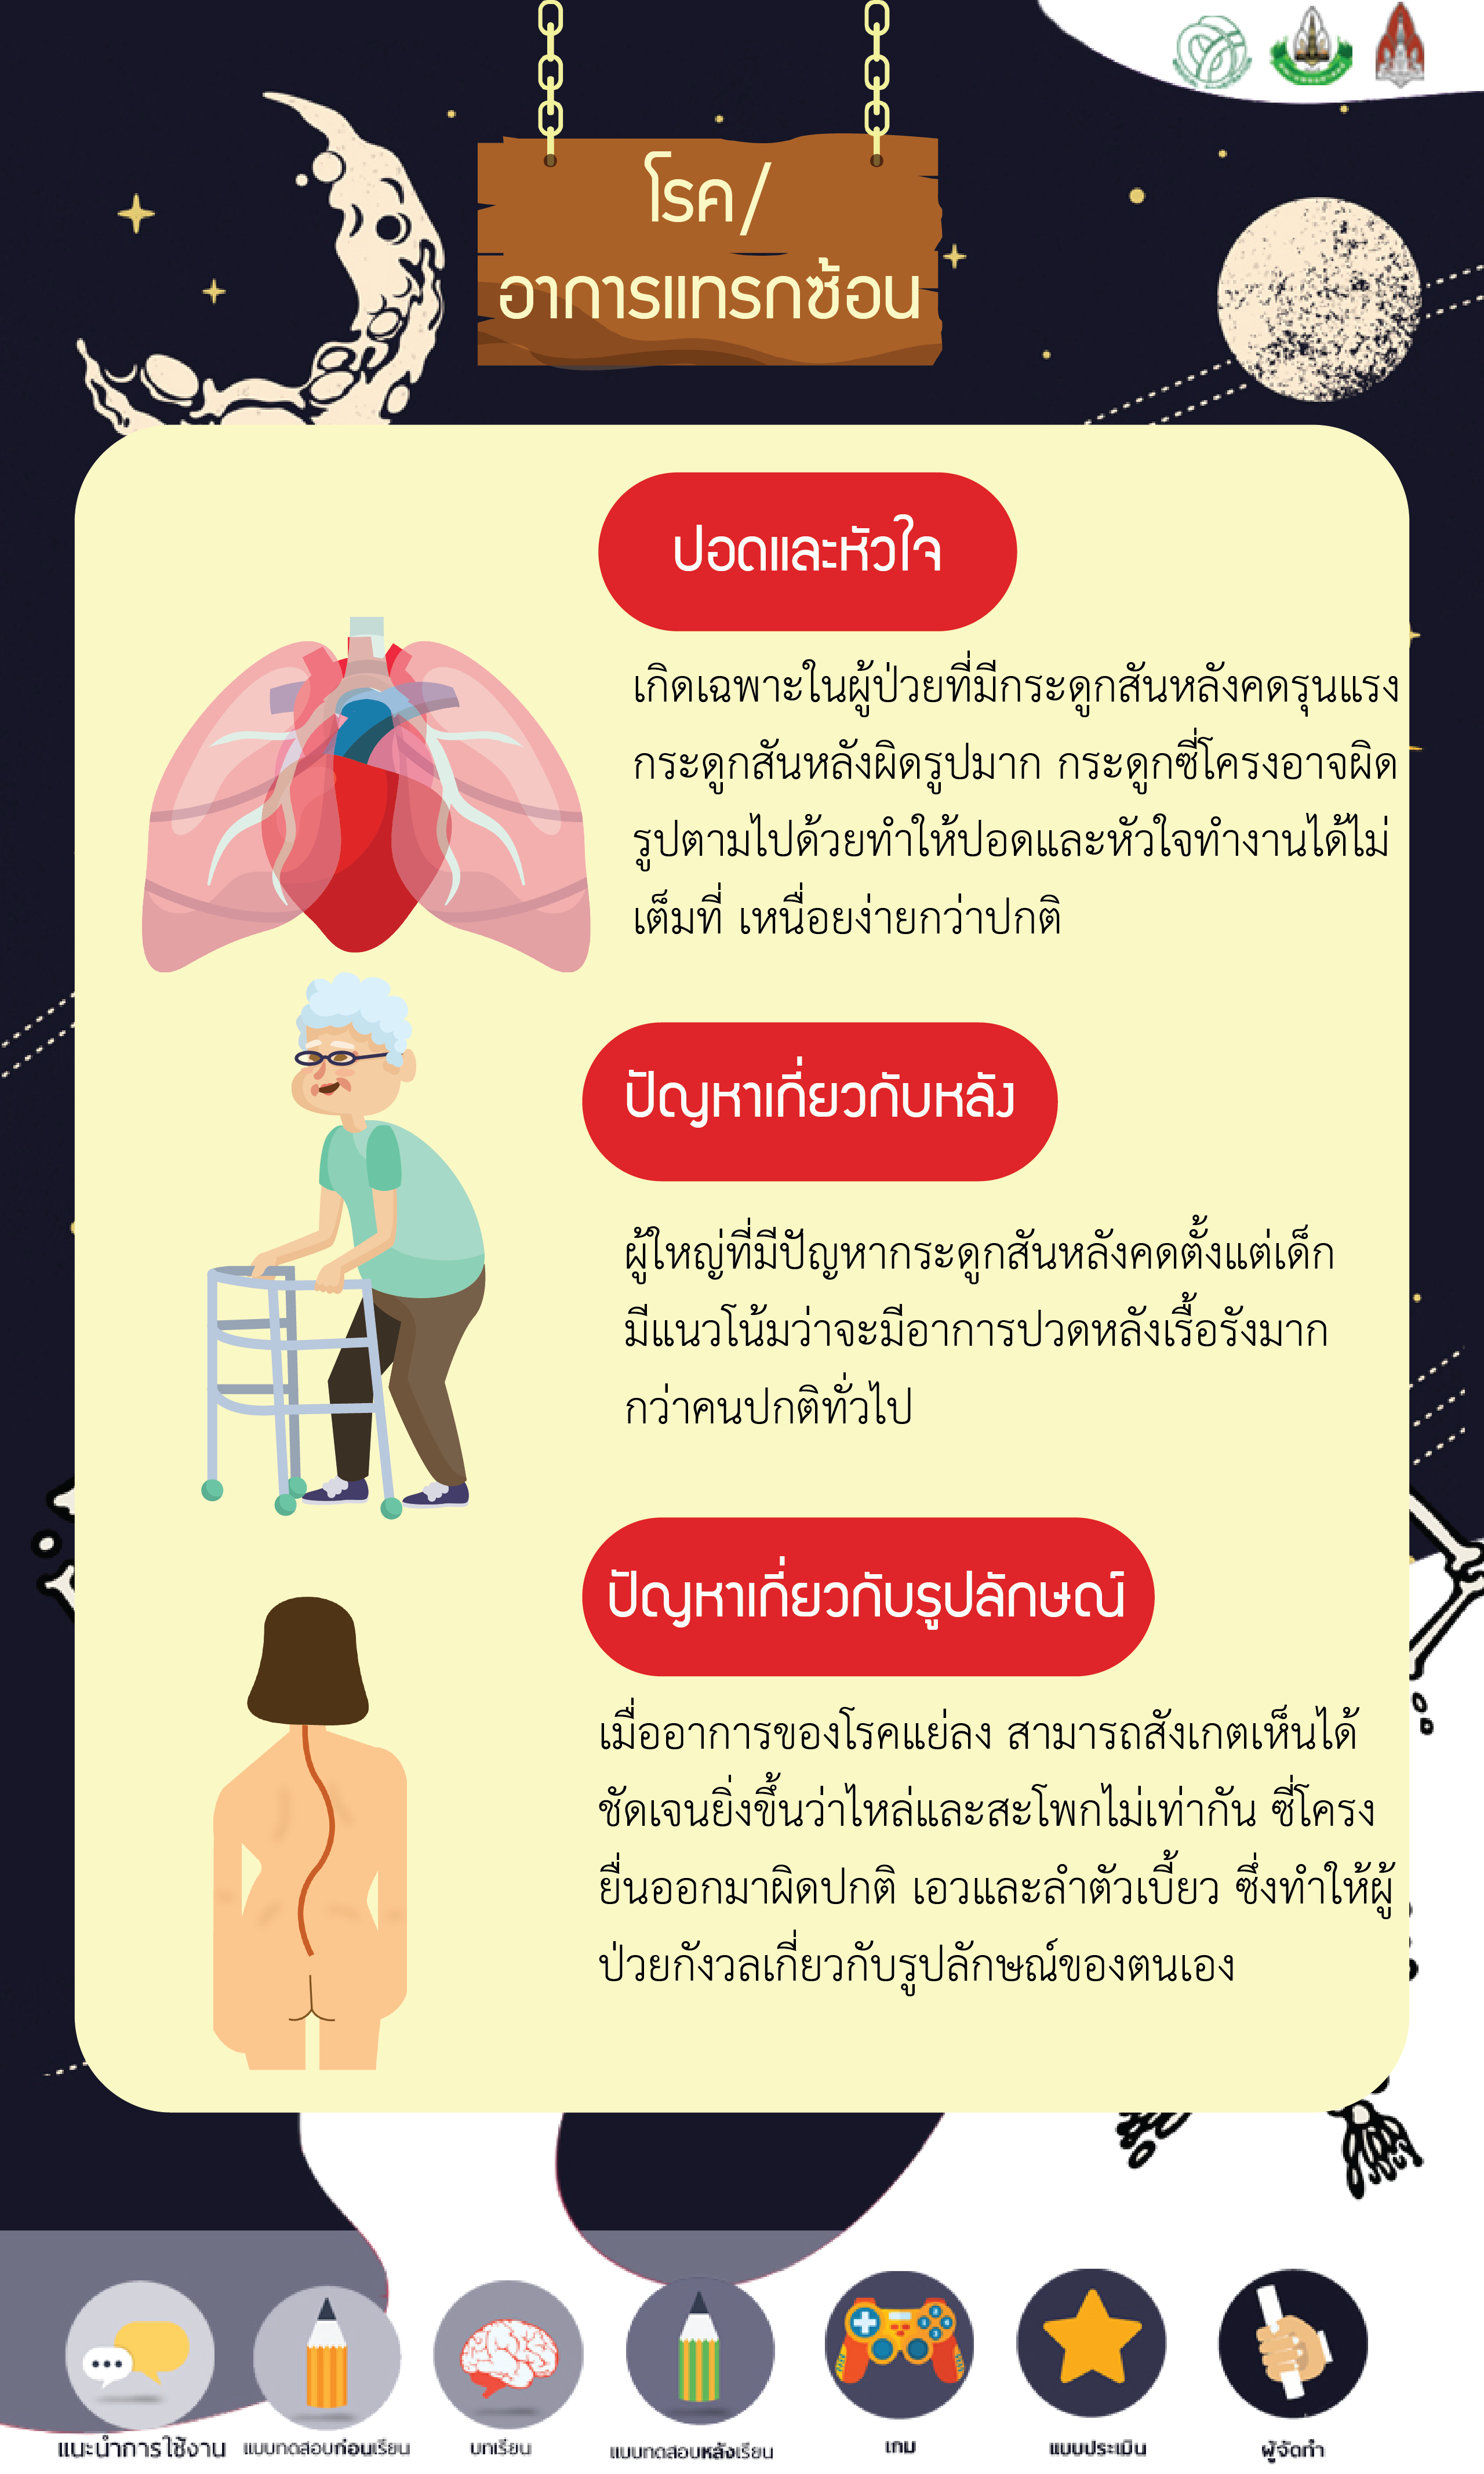 โรค/
อาการแทรกซ้อน
ปอดและหัวใจ
เกิดเฉพาะในผู้ป่วยที่มีกระดูกสันหลังคดรุนแรง
กระดูกสันหลังผิดรูปมาก กระดูกซี่โครงอาจผิด
รูปตามไปด้วยทำให้ปอดและหัวใจทำงานได้ไม่
เต็มที่ เหนื่อยง่ายกว่าปกติ
ปัญหาเกี่ยวกับหลัง
ผู้ใหญ่ที่มีปัญหากระดูกสันหลังคดตั้งแต่เด็ก
มีแนวโน้มว่าจะมีอาการปวดหลังเรื้อรังมาก
กว่าคนปกติทั่วไป
ปัญหาเกี่ยวกับรูปลักษณ์
เมื่ออาการของโรคแย่ลง สามารถสังเกตเห็นได้
ชัดเจนยิ่งขึ้นว่าไหล่และสะโพกไม่เท่ากัน ซี่โครง
ยื่นออกมาผิดปกติ เอวและลำตัวเบี้ยว ซึ่งทำให้ผู้
ป่วยกังวลเกี่ยวกับรูปลักษณ์ของตนเอง
แนะนำการใช้งาน แบบทดสอบก่อนเรียน บทเรียน แบบทดสอบหลังเรียน เกม แบบประเมิน ผู้จัดทำ